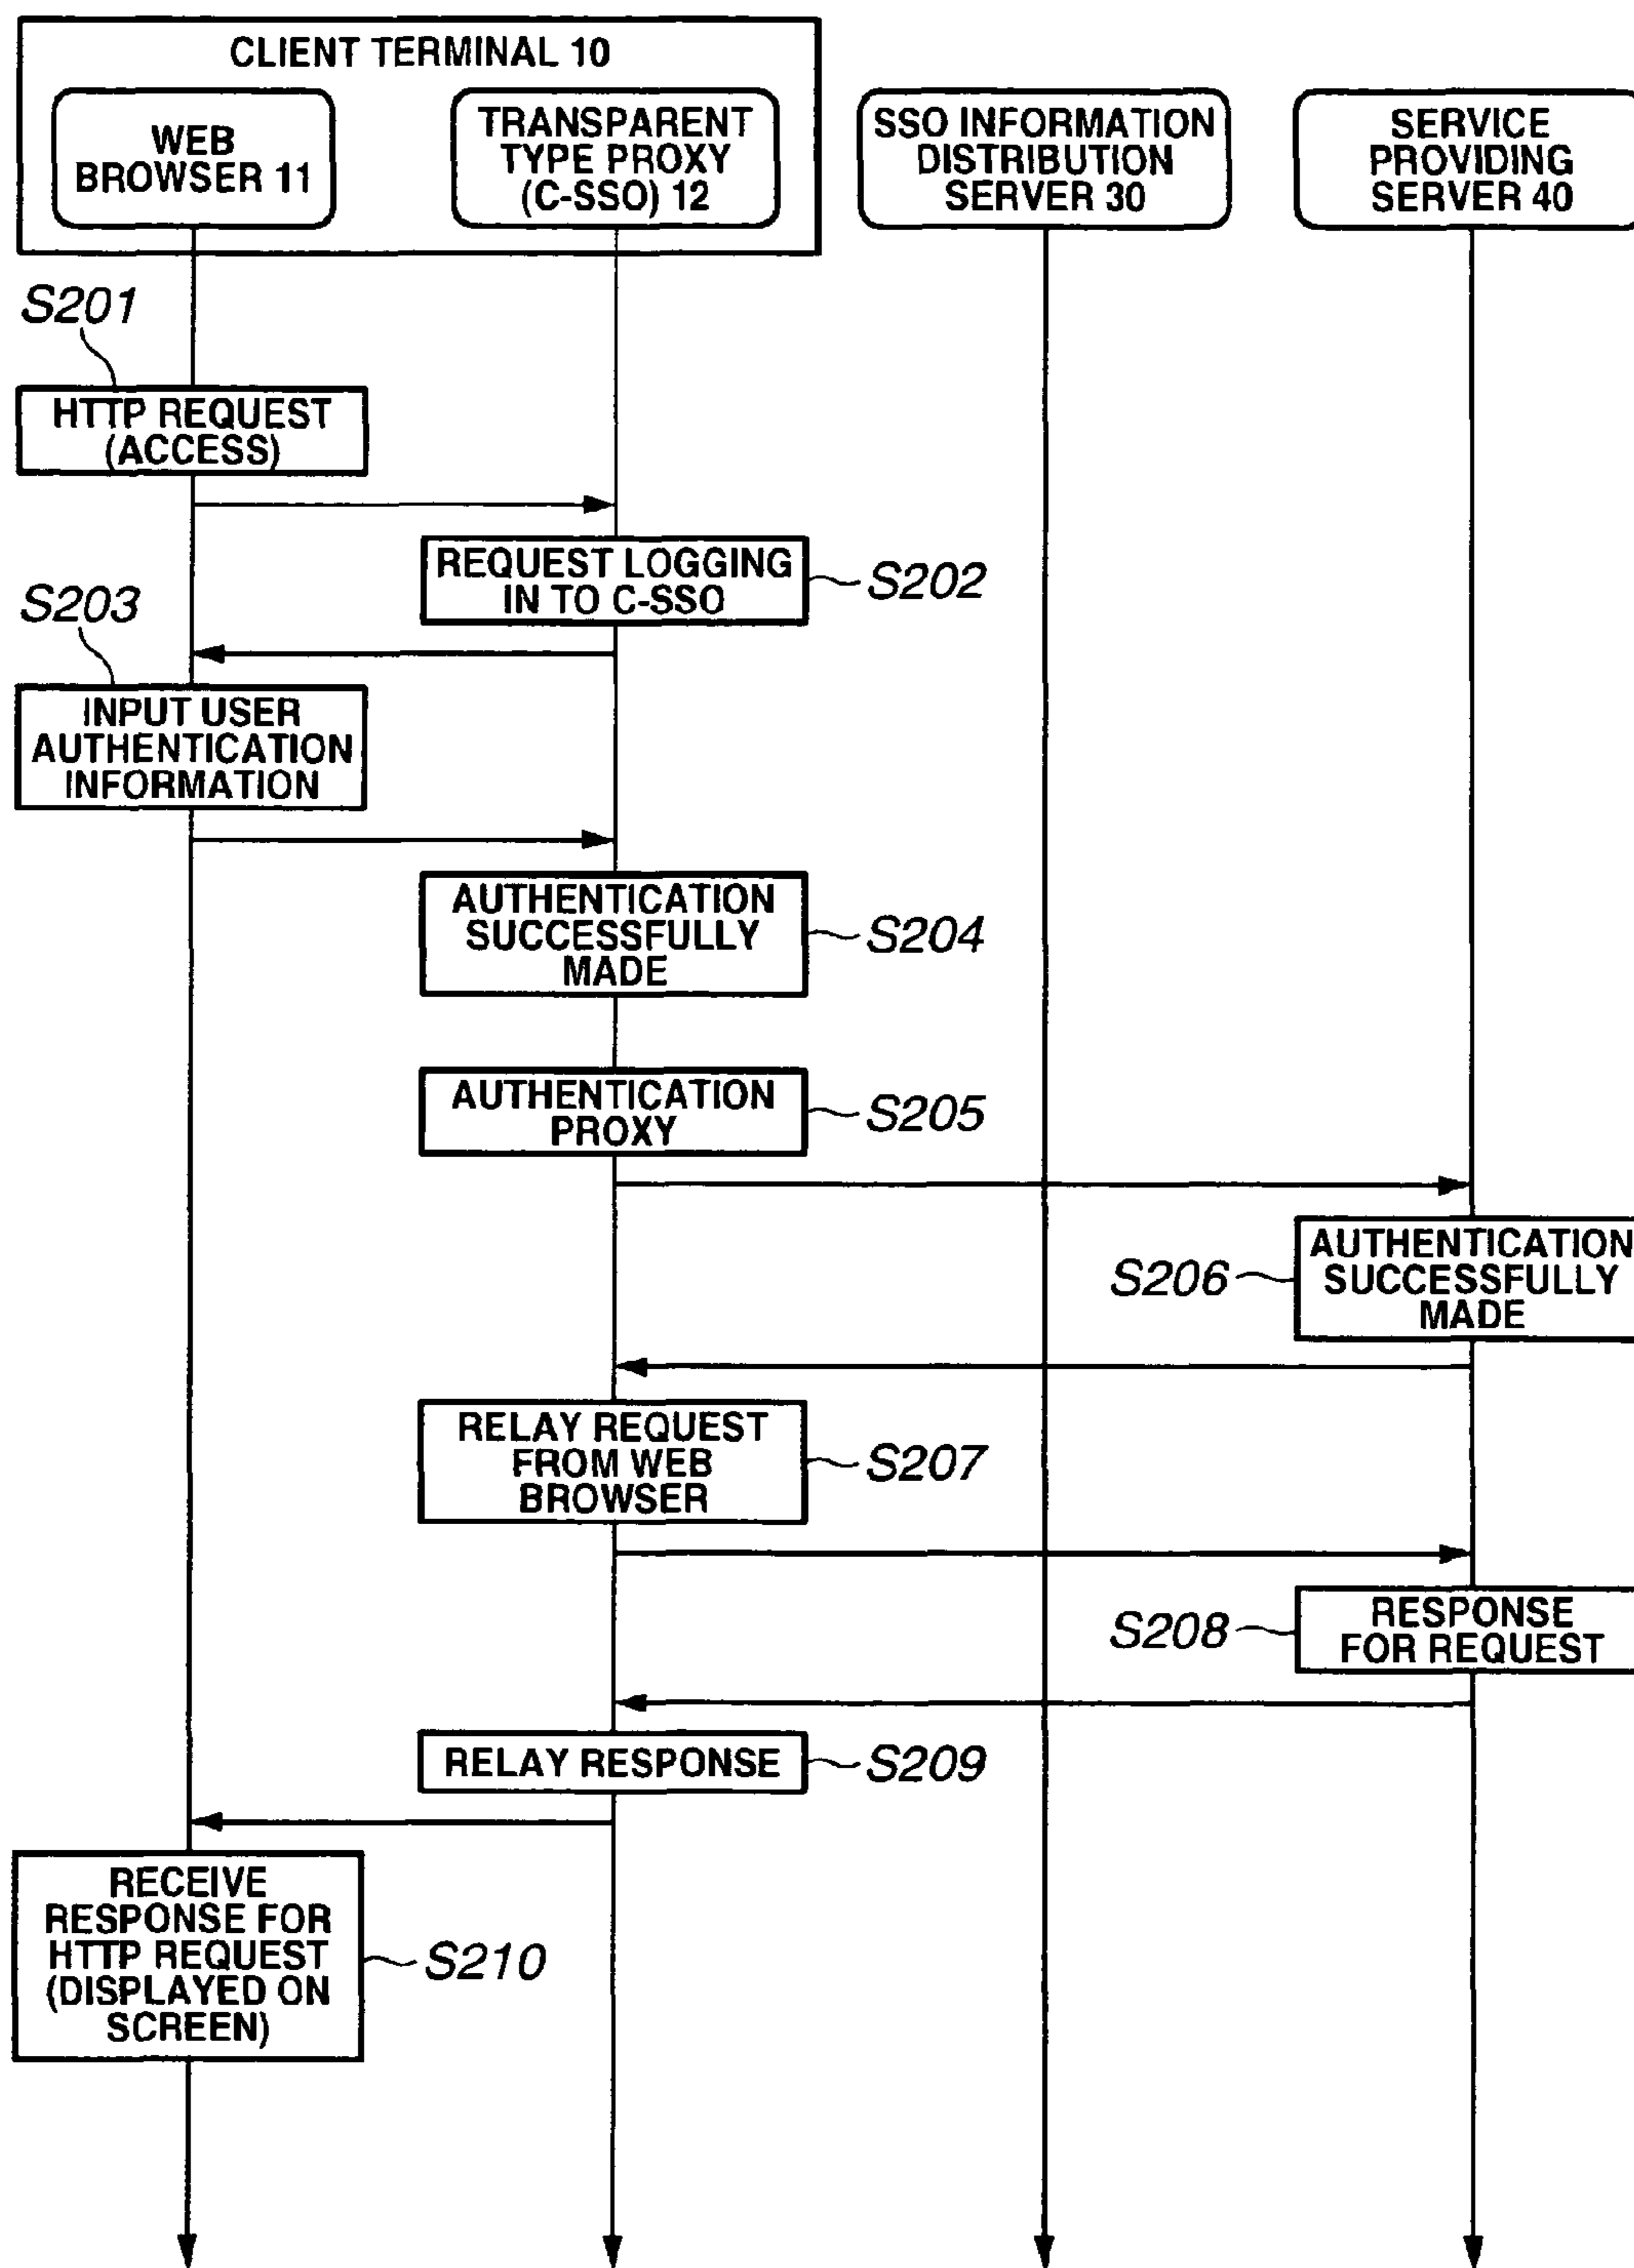 CLIENT TERMINAL 10
WEB
BROWSER 11
TRANSPARENT
TYPE PROXY
(C-SSO) 12
SSO INFORMATION
DISTRIBUTION
SERVER 30
SERVICE
PROVIDING
SERVER 40
S201
HTTP REQUEST
(ACCESS)
REQUEST LOGGING
IN TO C-SSO
S202
S203
INPUT USER
AUTHENTICATION
INFORMATION
AUTHENTICATION
SUCCESSFULLY
MADE
S204
AUTHENTICATION
PROXY
S205
S206
AUTHENTICATION
SUCCESSFULLY
MADE
RELAY REQUEST
FROM WEB
BROWSER
S207
S208
RESPONSE
FOR REQUEST
RELAY RESPONSE
S209
RECEIVE
RESPONSE FOR
HTTP REQUEST
(DISPLAYED ON
SCREEN)
S210